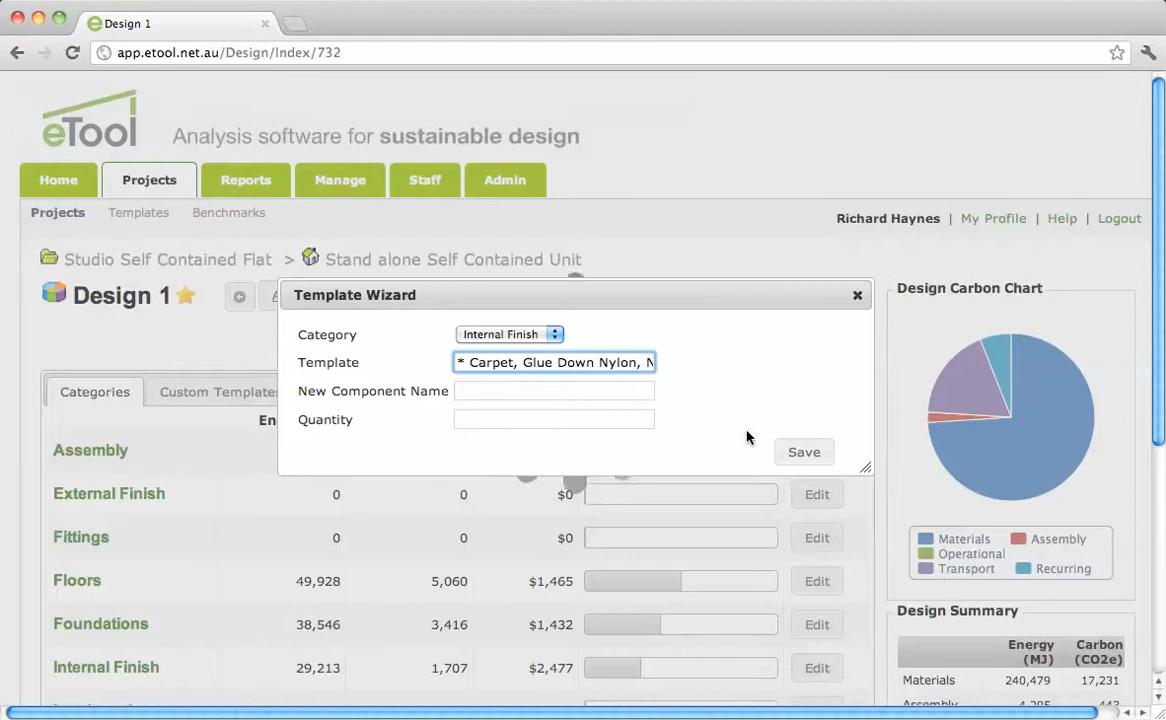 Design 1
app.etool.net.au/Design/Index/732
eTool
Analysis software for sustainable design
Home Projects Reports Manage Staff Admin
Projects Templates Benchmarks
Richard Haynes | My Profile | Help | Logout
Studio Self Contained Flat > Stand alone Self Contained Unit
Design 1
Template Wizard
Category Internal Finish
Template * Carpet, Glue Down Nylon, N
New Component Name
Quantity
Save
Categories Custom Templates
En
Assembly
External Finish 0 0 $0 Edit
Fittings 0 0 $0 Edit
Floors 49,928 5,060 $1,465 Edit
Foundations 38,546 3,416 $1,432 Edit
Internal Finish 29,213 1,707 $2,477 Edit
Design Carbon Chart
Materials Assembly
Operational
Transport Recurring
Design Summary
Energy (MJ) Carbon (CO2e)
Materials 240,479 17,231